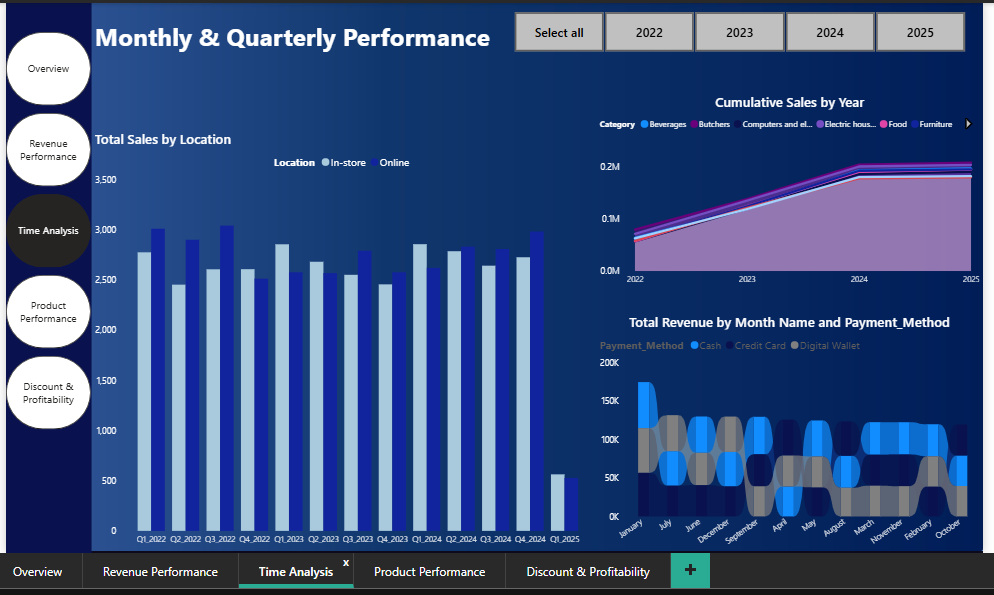 Monthly & Quarterly Performance
Select all
2022
2023
2024
2025
Overview
Revenue
Performance
Time Analysis
Product
Performance
Discount &
Profitability
Total Sales by Location
Location In-store Online
3,500
3,000
2,500
2,000
1,500
1,000
500
0
Q1_2022 Q2_2022 Q3_2022 Q4_2022 Q1_2023 Q2_2023 Q3_2023 Q4_2023 Q1_2024 Q2_2024 Q3_2024 Q4_2024 Q1_2025
Cumulative Sales by Year
Category Beverages Butchers Computers and el... Electric hous... Food Furniture
0.2M
0.1M
0.0M
2022 2023 2024 2025
Total Revenue by Month Name and Payment_Method
Payment_Method Cash Credit Card Digital Wallet
200K
150K
100K
50K
0K
January July June December September April May August March November February October
Overview Revenue Performance Time Analysis x Product Performance Discount & Profitability +